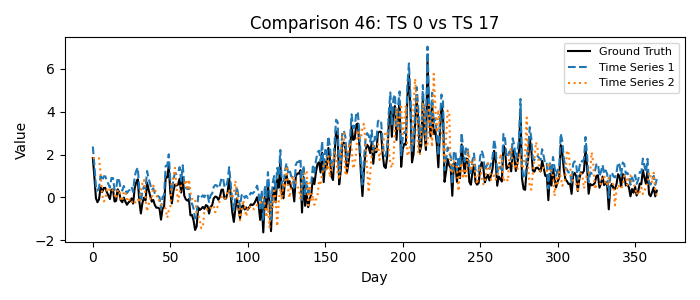 Comparison 46: TS 0 vs TS 17
Ground Truth
Time Series 1
Time Series 2
Value
6
4
2
0
−2
0
50
100
150
200
250
300
350
Day